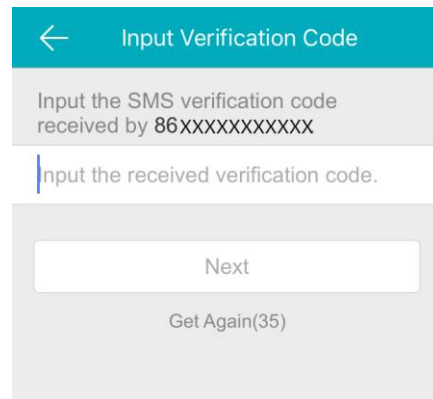 Input Verification Code
Input the SMS verification code
received by 86XXXXXXXXXXX
Input the received verification code.
Next
Get Again(35)